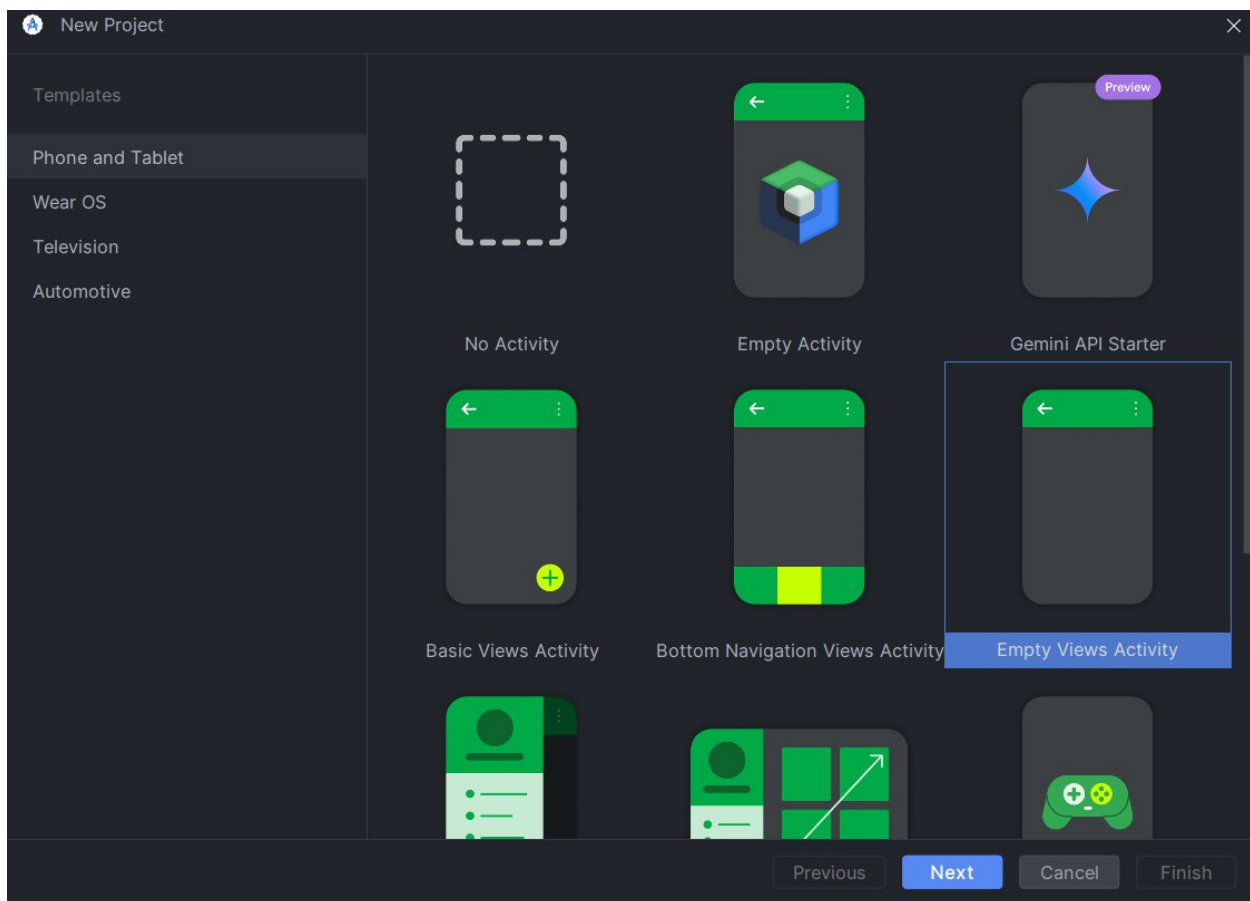 New Project
Templates
Phone and Tablet
Wear OS
Television
Automotive
Preview
No Activity
Empty Activity
Gemini API Starter
Basic Views Activity
Bottom Navigation Views Activity
Empty Views Activity
Previous
Next
Cancel
Finish